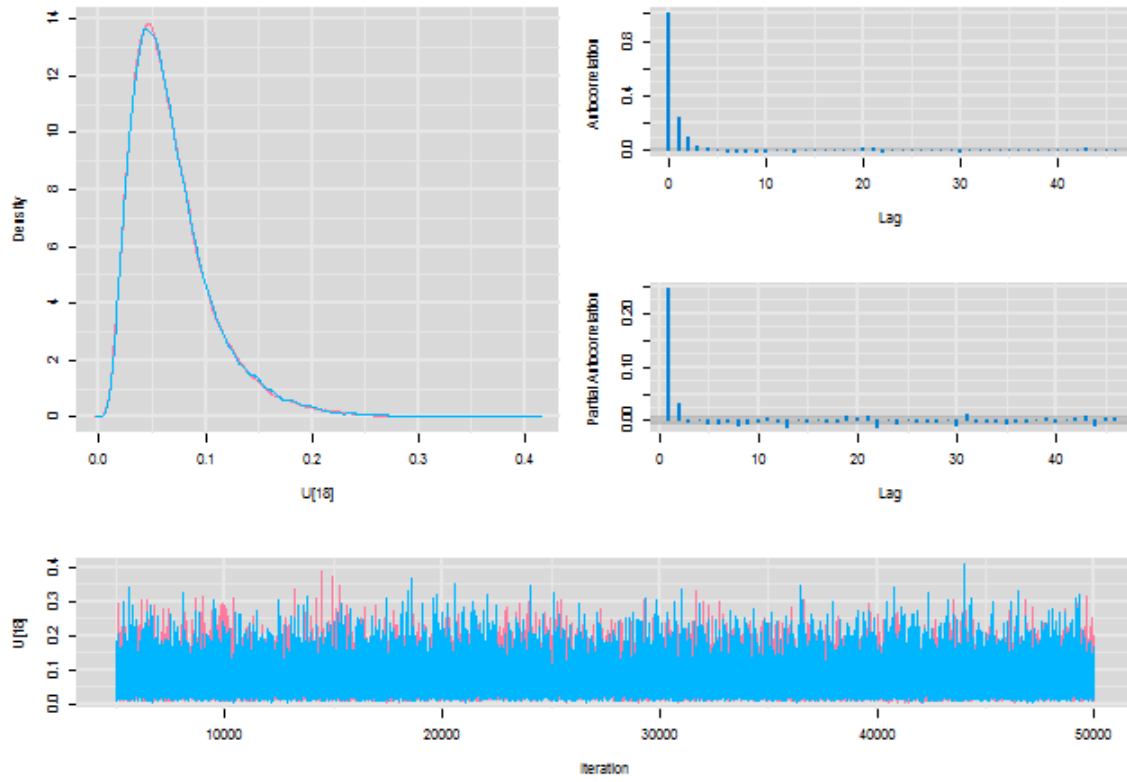 14
12
10
8
6
4
2
0
Density
0.0 0.1 0.2 0.3 0.4
U[18]
0.8
0.4
0.0
Autocorrelation
0 10 20 30 40
Lag
0.20
0.10
0.00
Partial Autocorrelation
0 10 20 30 40
Lag
0.4
0.3
0.2
0.1
0.0
U[18]
10000 20000 30000 40000 50000
Iteration